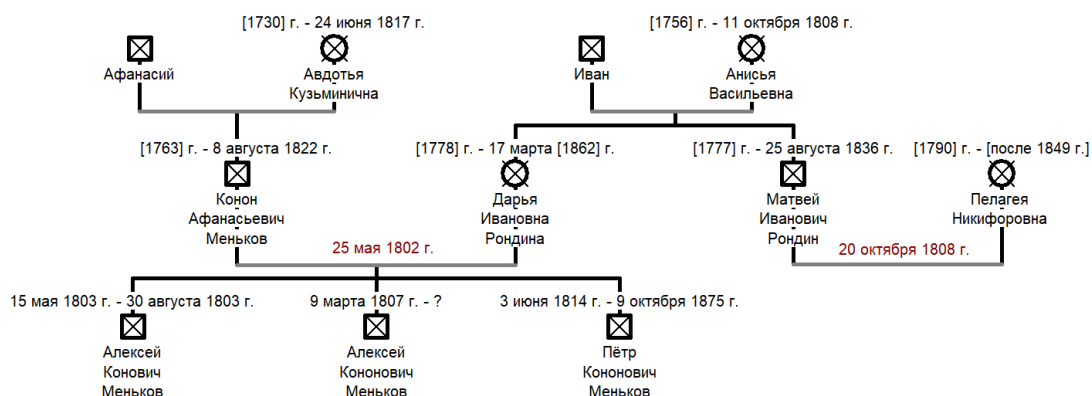 [1730] г. - 24 июня 1817 г.
[1756] г. - 11 октября 1808 г.
Афанасий
Авдотья
Кузьминична
Иван
Анисья
Васильевна
[1763] г. - 8 августа 1822 г.
[1778] г. - 17 марта [1862] г.
[1777] г. - 25 августа 1836 г.
[1790] г. - [после 1849 г.]
Конон
Афанасьевич
Меньков
Дарья
Ивановна
Рондина
Матвей
Иванович
Рондин
Пелагея
Никифоровна
25 мая 1802 г.
20 октября 1808 г.
15 мая 1803 г. - 30 августа 1803 г.
9 марта 1807 г. - ?
3 июня 1814 г. - 9 октября 1875 г.
Алексей
Конович
Меньков
Алексей
Кононович
Меньков
Пётр
Кононович
Меньков